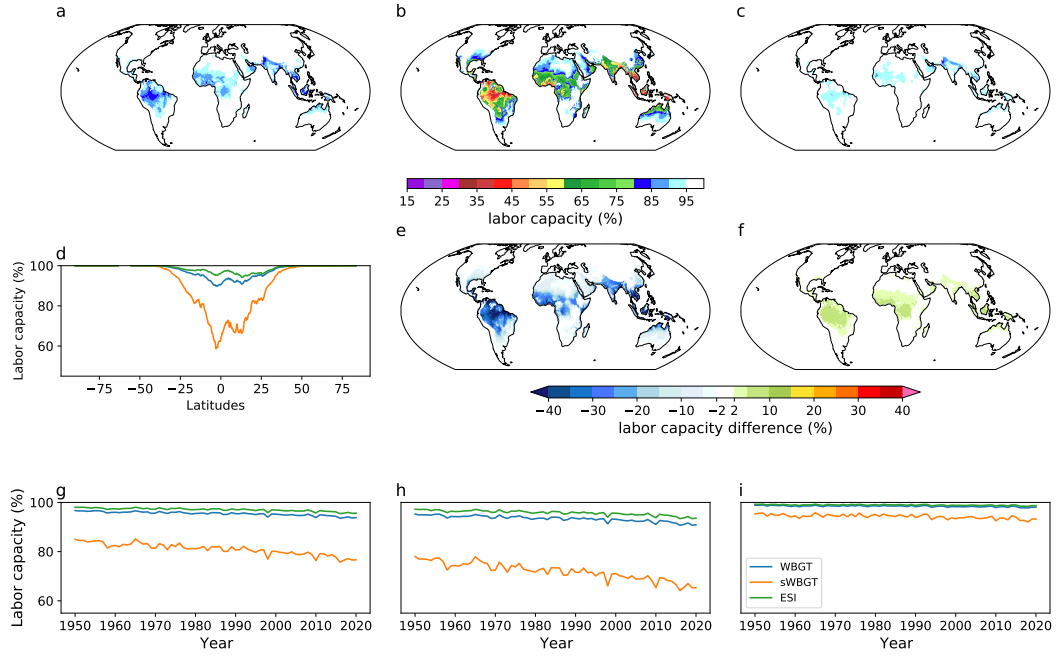 a
b
c
15 25 35 45 55 65 75 85 95
labor capacity (%)
d
e
f
100
80
60
Labor capacity (%)
−75 −50 −25 0 25 50 75
Latitudes
−40 −30 −20 −10 −2 2 10 20 30 40
labor capacity difference (%)
g
h
i
100
80
60
Labor capacity (%)
WBGT
sWBGT
ESI
1950 1960 1970 1980 1990 2000 2010 2020
1950 1960 1970 1980 1990 2000 2010 2020
1950 1960 1970 1980 1990 2000 2010 2020
Year
Year
Year